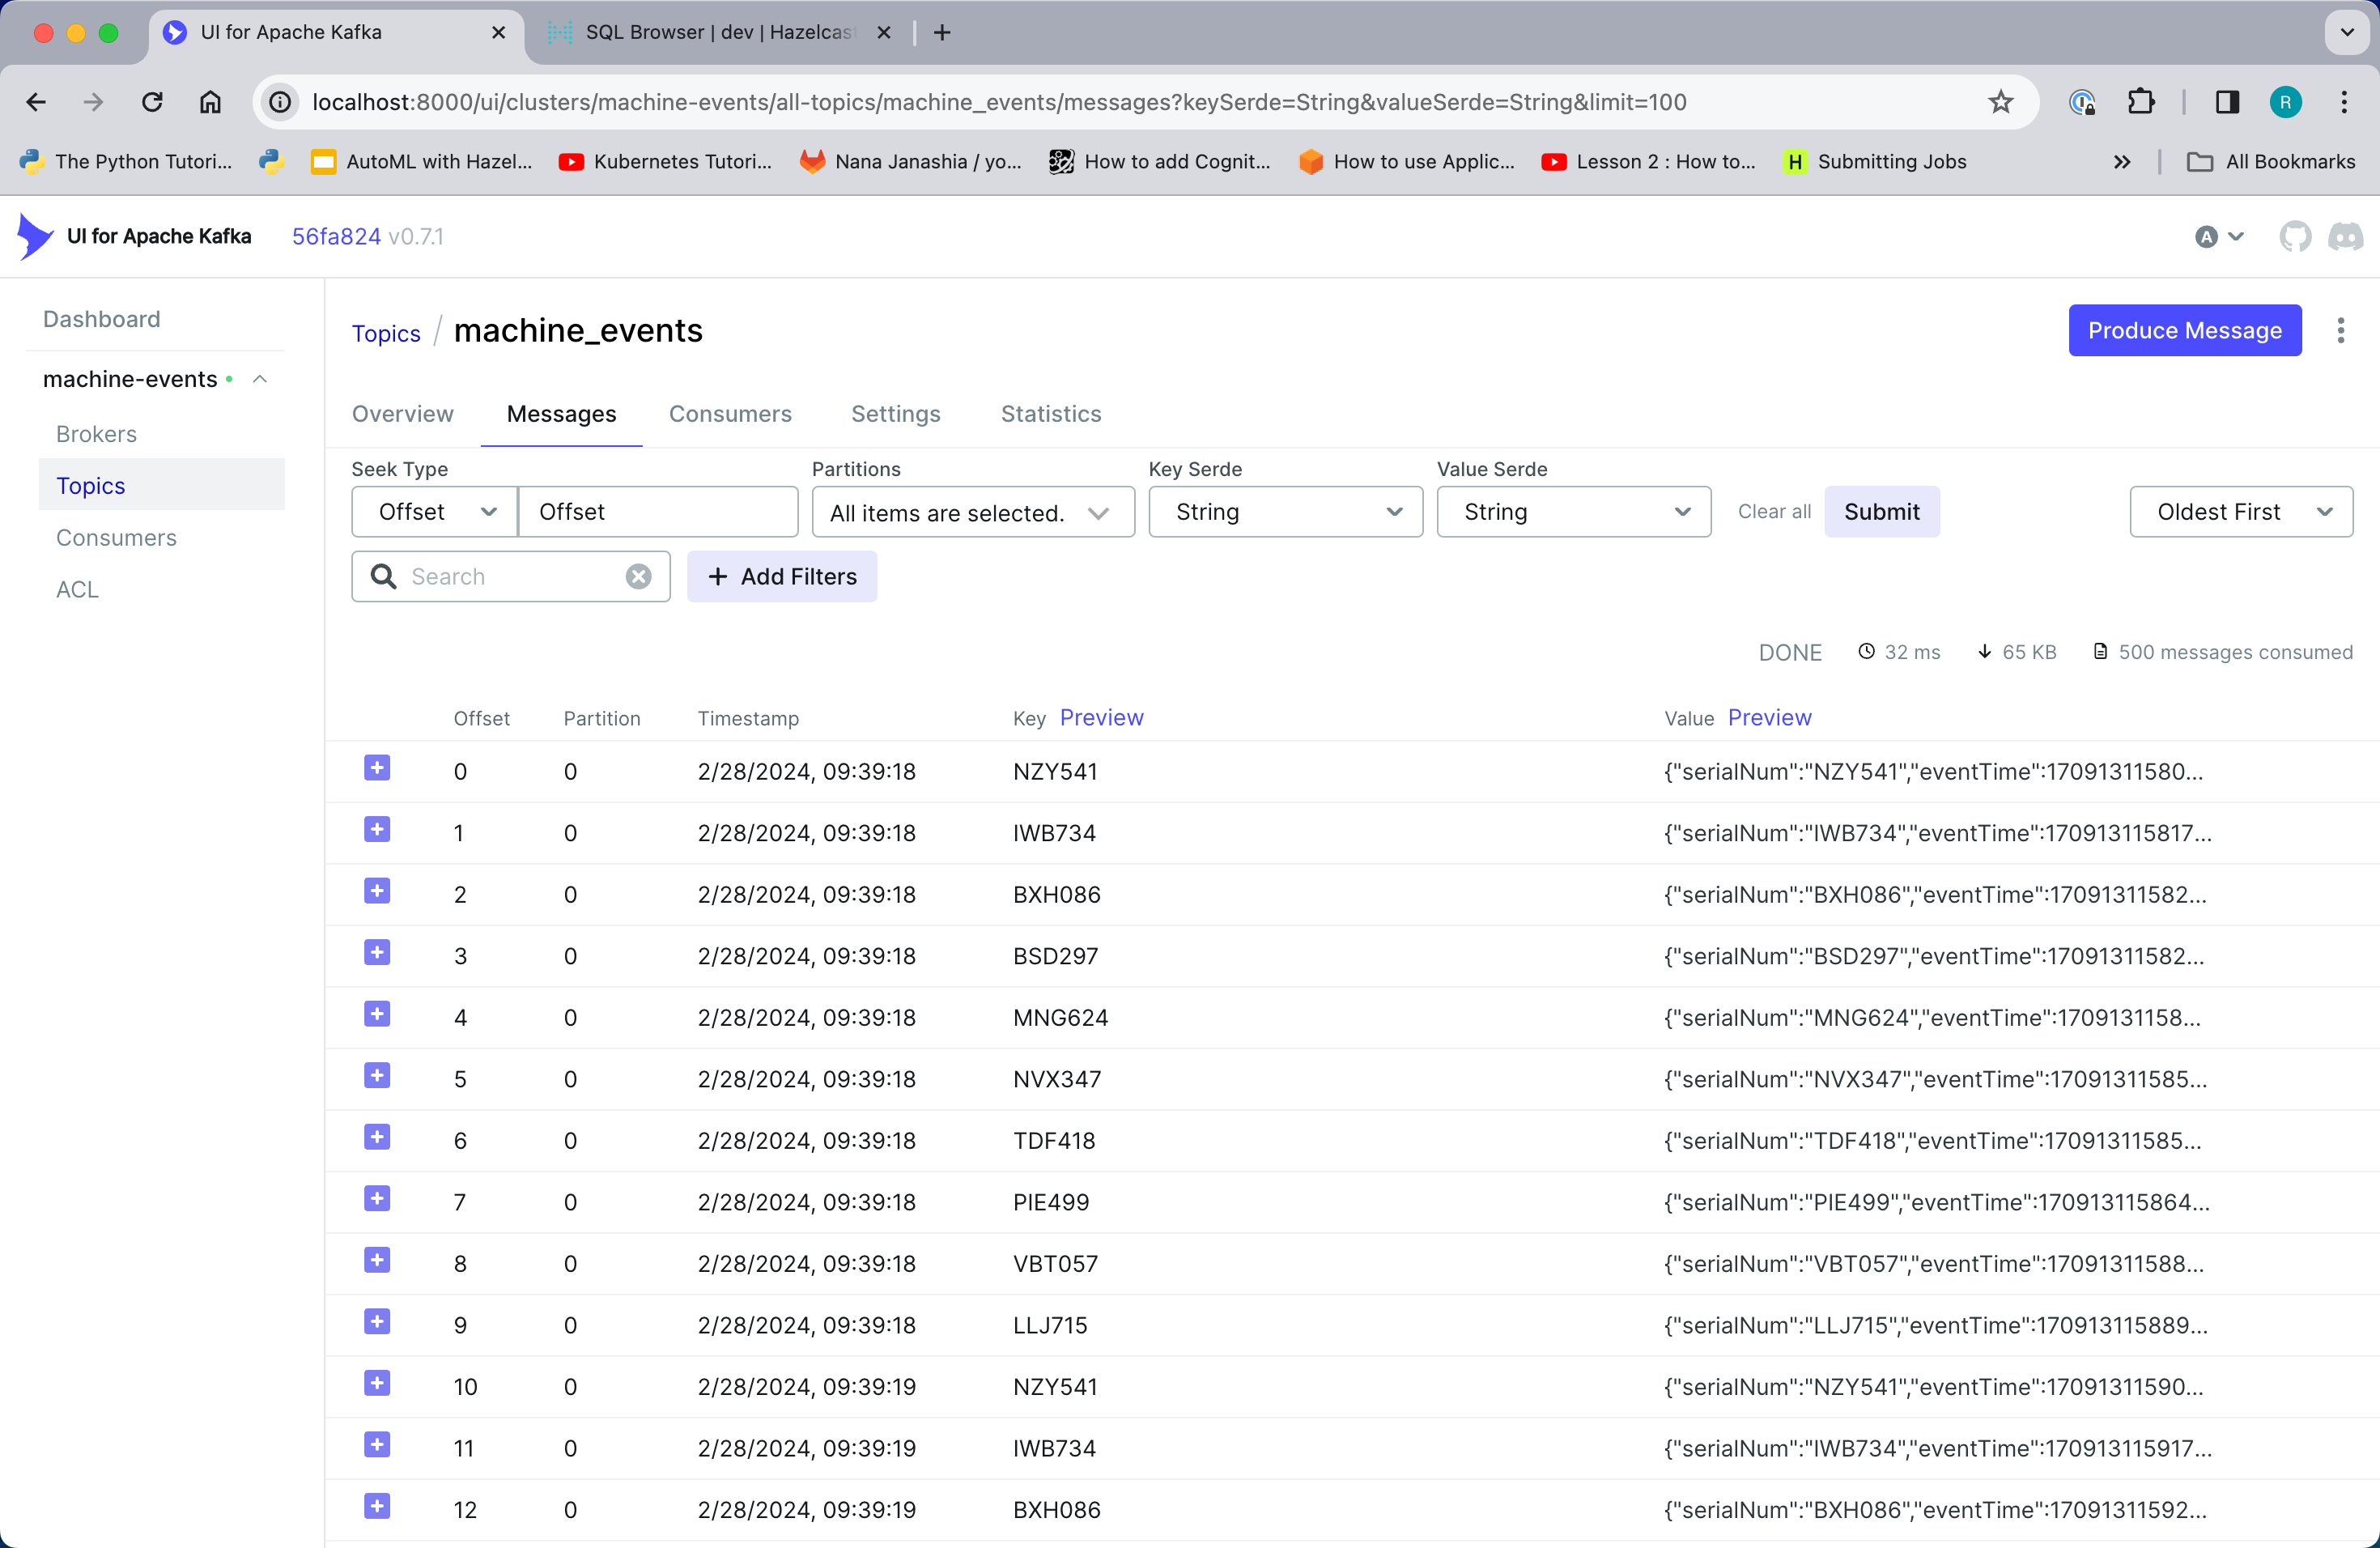 UI for Apache Kafka
SQL Browser | dev | Hazelcas
localhost:8000/ui/clusters/machine-events/all-topics/machine_events/messages?keySerde=String&valueSerde=String&limit=100
R
The Python Tutori... AutoML with Hazel... Kubernetes Tutori... Nana Janashia / yo... How to add Cognit... How to use Applic... Lesson 2 : How to... H Submitting Jobs » All Bookmarks
UI for Apache Kafka 56fa824 v0.7.1 A
Dashboard
machine-events
Brokers
Topics
Consumers
ACL
Topics / machine_events Produce Message
Overview Messages Consumers Settings Statistics
Seek Type Partitions Key Serde Value Serde
Offset Offset All items are selected. String String Clear all Submit Oldest First
Search + Add Filters
DONE 32 ms 65 KB 500 messages consumed
Offset Partition Timestamp Key Preview Value Preview
0 0 2/28/2024, 09:39:18 NZY541 {"serialNum":"NZY541","eventTime":17091311580...
1 0 2/28/2024, 09:39:18 IWB734 {"serialNum":"IWB734","eventTime":170913115817...
2 0 2/28/2024, 09:39:18 BXH086 {"serialNum":"BXH086","eventTime":17091311582...
3 0 2/28/2024, 09:39:18 BSD297 {"serialNum":"BSD297","eventTime":17091311582...
4 0 2/28/2024, 09:39:18 MNG624 {"serialNum":"MNG624","eventTime":1709131158...
5 0 2/28/2024, 09:39:18 NVX347 {"serialNum":"NVX347","eventTime":17091311585...
6 0 2/28/2024, 09:39:18 TDF418 {"serialNum":"TDF418","eventTime":17091311585...
7 0 2/28/2024, 09:39:18 PIE499 {"serialNum":"PIE499","eventTime":170913115864...
8 0 2/28/2024, 09:39:18 VBT057 {"serialNum":"VBT057","eventTime":17091311588...
9 0 2/28/2024, 09:39:18 LLJ715 {"serialNum":"LLJ715","eventTime":170913115889...
10 0 2/28/2024, 09:39:19 NZY541 {"serialNum":"NZY541","eventTime":17091311590...
11 0 2/28/2024, 09:39:19 IWB734 {"serialNum":"IWB734","eventTime":170913115917...
12 0 2/28/2024, 09:39:19 BXH086 {"serialNum":"BXH086","eventTime":17091311592...